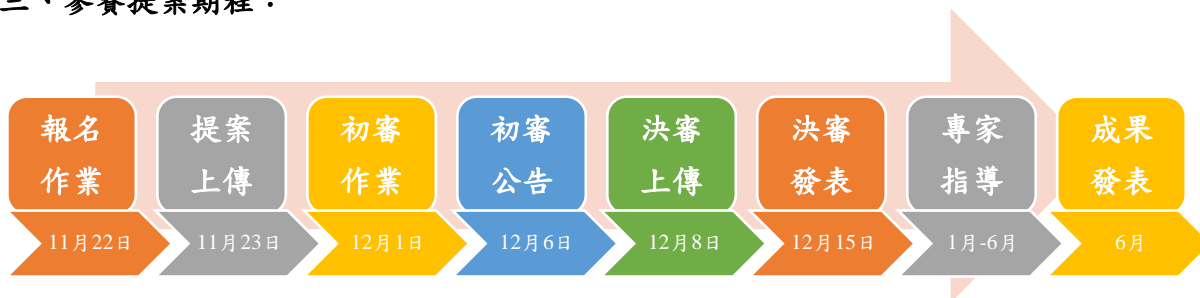 三、參賽提案期程：
報名
作業
提案
上傳
初審
作業
初審
公告
決審
上傳
決審
發表
專家
指導
成果
發表
11月22日
11月23日
12月1日
12月6日
12月8日
12月15日
1月-6月
6月